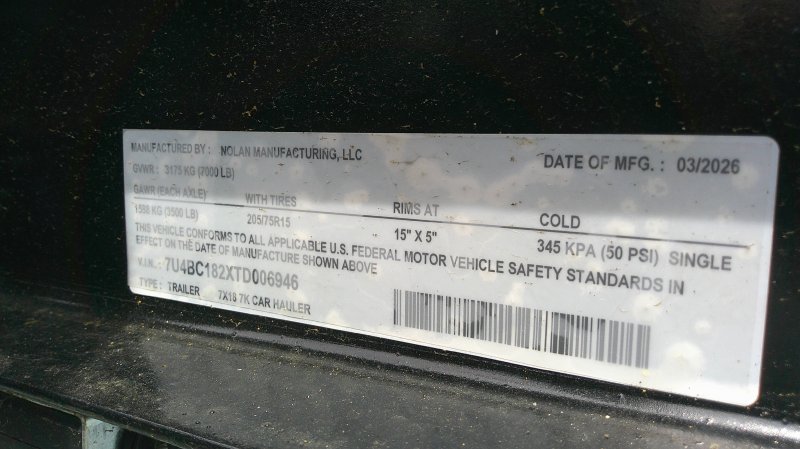 MANUFACTURED BY : NOLAN MANUFACTURING, LLC DATE OF MFG. : 03/2026
GVWR : 3175 KG (7000 LB)
GAWR (EACH AXLE) WITH TIRES RIMS AT COLD
1588 KG (3500 LB) 205/75R15 15" X 5" 345 KPA (50 PSI) SINGLE
THIS VEHICLE CONFORMS TO ALL APPLICABLE U.S. FEDERAL MOTOR VEHICLE SAFETY STANDARDS IN
EFFECT ON THE DATE OF MANUFACTURE SHOWN ABOVE
V.I.N. : 7U4BC182XTD006946
TYPE : TRAILER 7X18 7K CAR HAULER